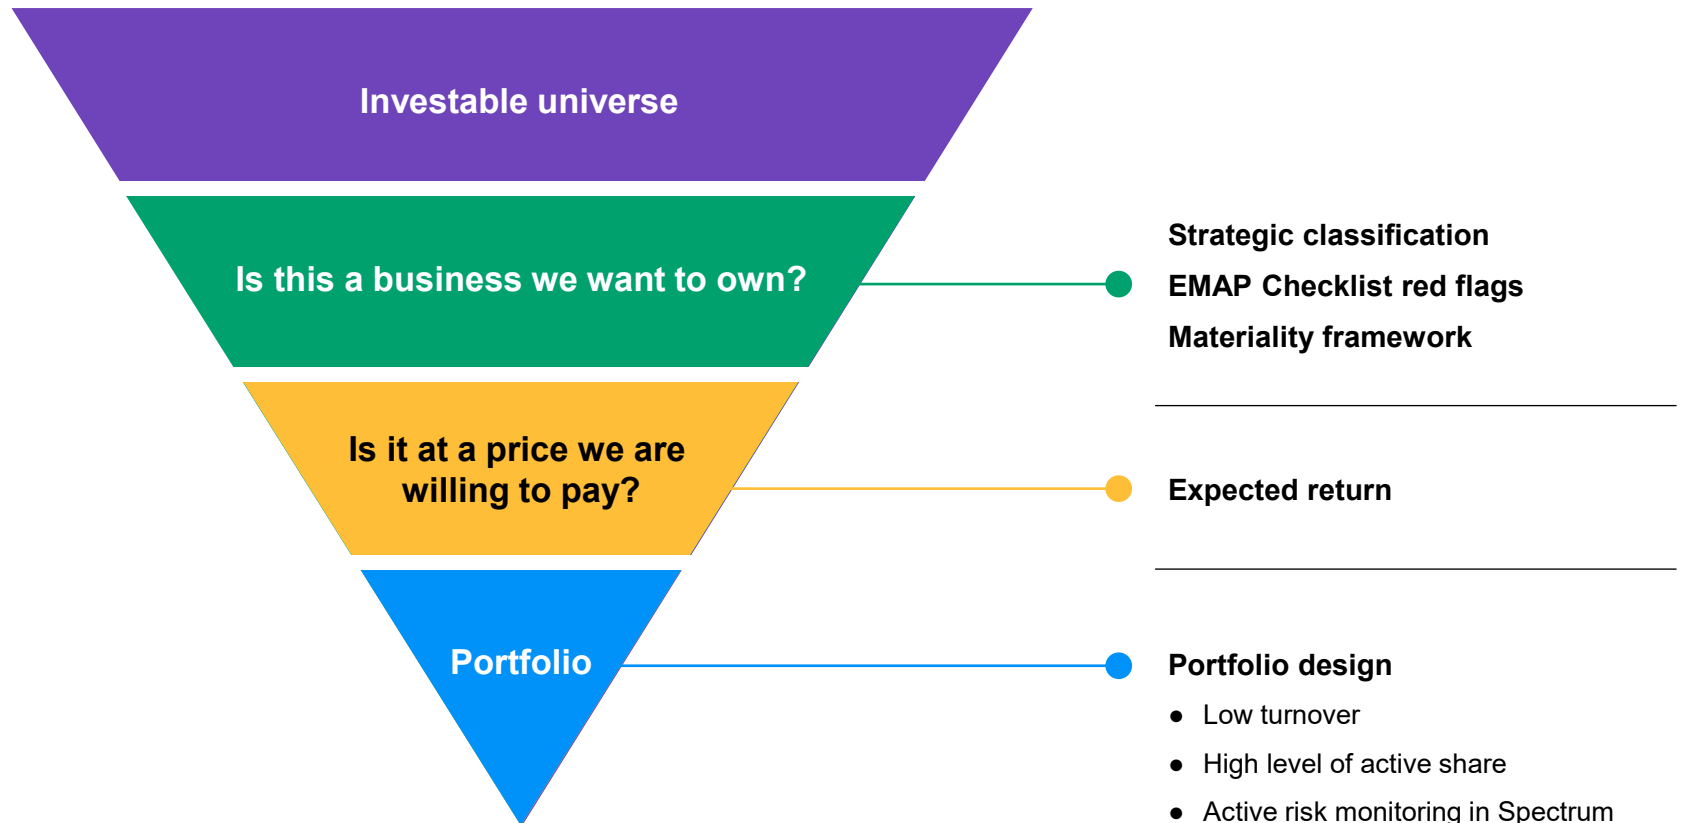 Investable universe
Is this a business we want to own?
Strategic classification
EMAP Checklist red flags
Materiality framework
Is it at a price we are
willing to pay?
Expected return
Portfolio
Portfolio design
● Low turnover
● High level of active share
● Active risk monitoring in Spectrum